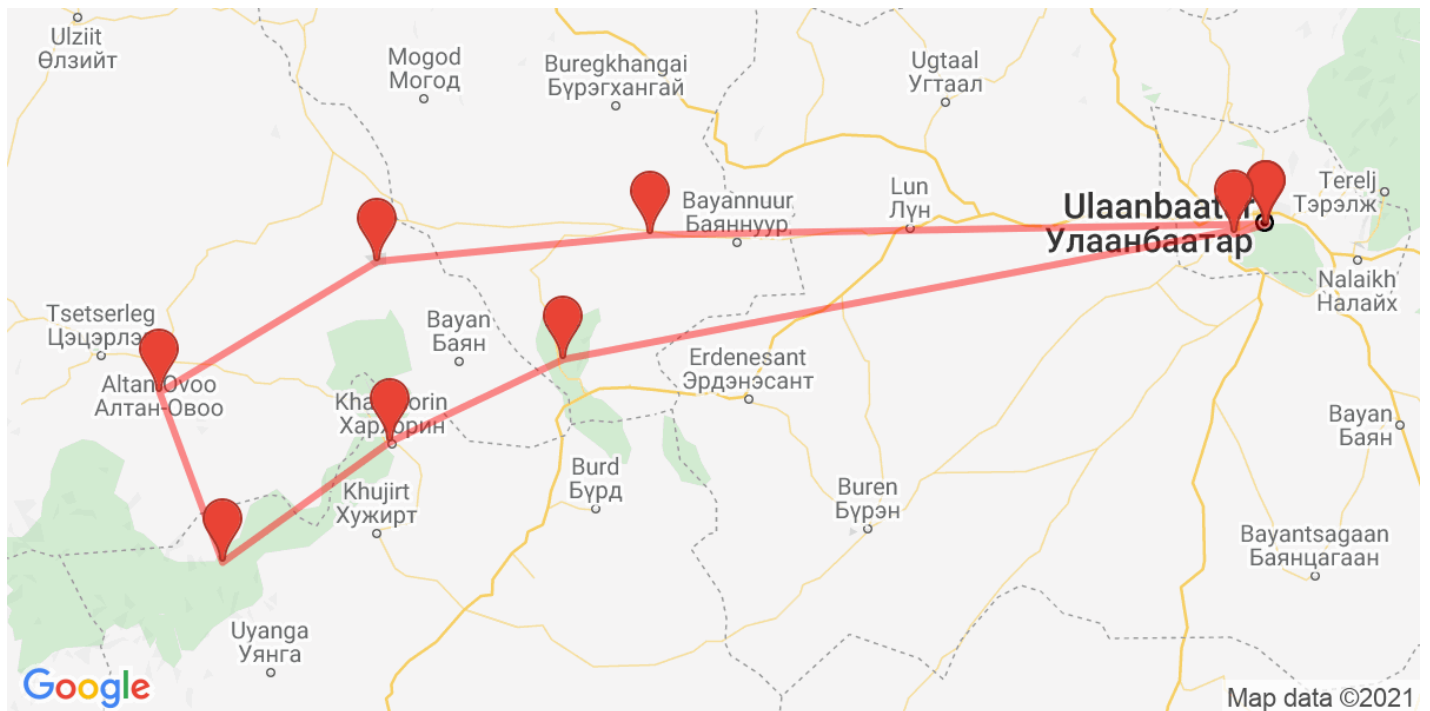 Ulziit
Өлзийт
Mogod
Могод
Buregkhangai
Бүрэгхангай
Ugtaal
Угтаал
Terelj
Тэрэлж
Bayannuur
Баяннуур
Lun
Лүн
Ulaanbaatar
Улаанбаатар
Nalaikh
Налайх
Tsetserleg
Цэцэрлэг
Bayan
Баян
Erdenesant
Эрдэнэсант
Altan-Ovoo
Алтан-Овоо
Kharkhorin
Хархорин
Bayan
Баян
Burd
Бүрд
Khujirt
Хужирт
Buren
Бүрэн
Bayantsagaan
Баянцагаан
Uyanga
Уянга
Google
Map data ©2021